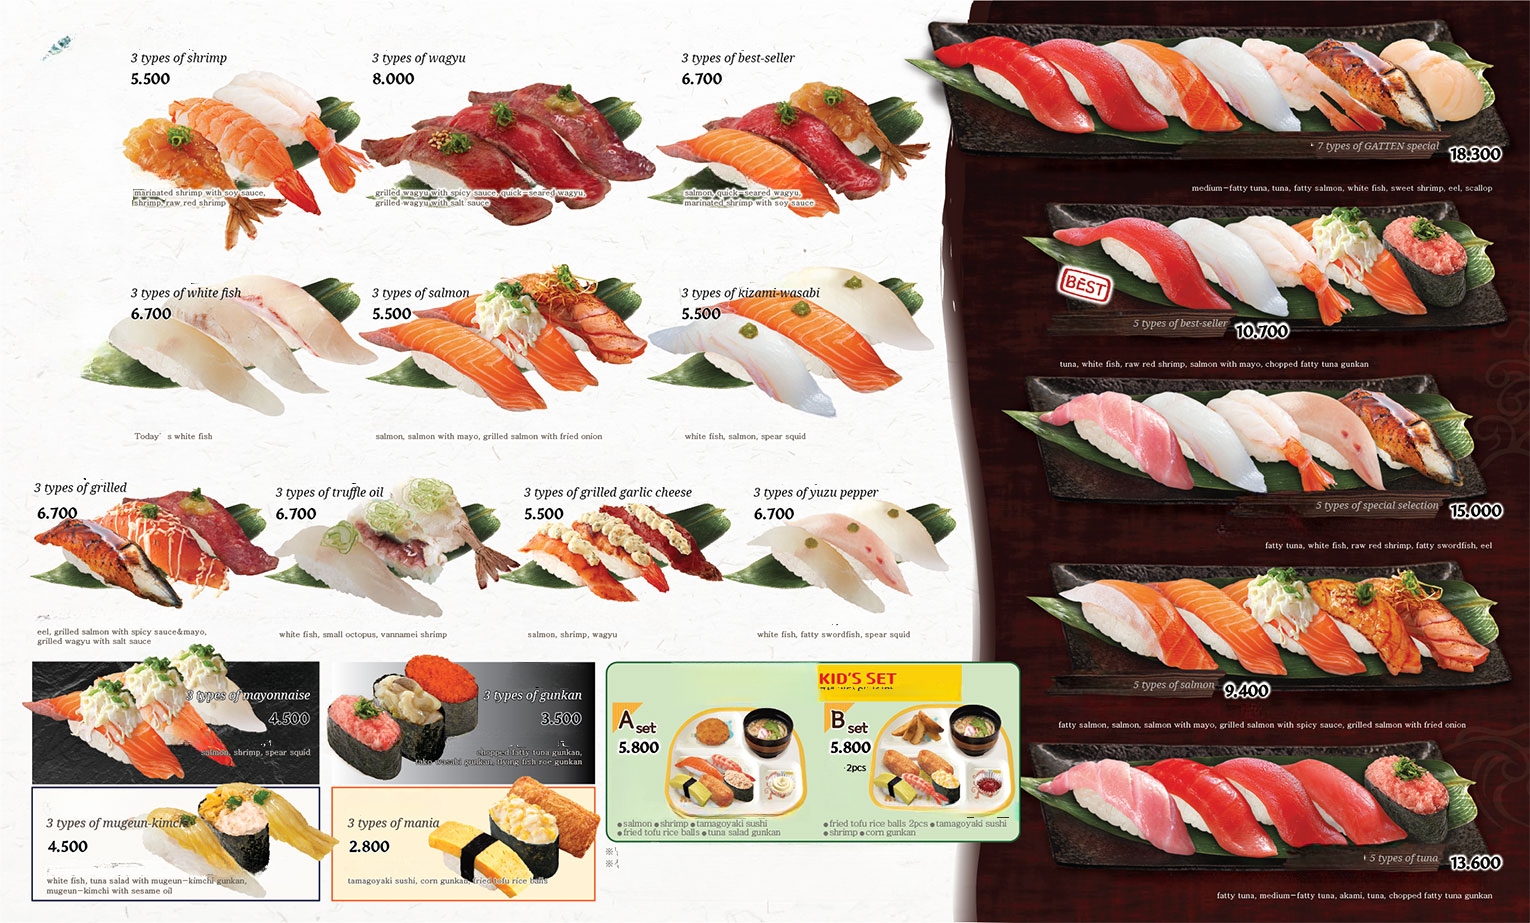 3 types of shrimp
5.500
marinated shrimp with soy sauce,
shrimp, raw red shrimp
3 types of wagyu
8.000
grilled wagyu with spicy sauce, quick-seared wagyu,
grilled wagyu with salt sauce
3 types of best-seller
6.700
salmon, quick-seared wagyu,
marinated shrimp with soy sauce
3 types of white fish
6.700
Today's white fish
3 types of salmon
5.500
salmon, salmon with mayo, grilled salmon with fried onion
3 types of kizami-wasabi
5.500
white fish, salmon, spear squid
3 types of grilled
6.700
eel, grilled salmon with spicy sauce&mayo,
grilled wagyu with salt sauce
3 types of truffle oil
6.700
white fish, small octopus, vannamei shrimp
3 types of grilled garlic cheese
5.500
salmon, shrimp, wagyu
3 types of yuzu pepper
6.700
white fish, fatty swordfish, spear squid
3 types of mayonnaise
4.500
salmon, shrimp, spear squid
3 types of gunkan
3.500
chopped fatty tuna gunkan,
tako-wasabi gunkan, flying fish roe gunkan
3 types of mugeun-kimchi
4.500
white fish, tuna salad with mugeun-kimchi gunkan,
mugeun-kimchi with sesame oil
3 types of mania
2.800
tamagoyaki sushi, corn gunkan, fried tofu rice balls
KID'S SET
A set
5.800
●salmon ●shrimp ●tamagoyaki sushi
●fried tofu rice balls ●tuna salad gunkan
B set
5.800
·2pcs
●fried tofu rice balls 2pcs ●tamagoyaki sushi
●shrimp ●corn gunkan
7 types of GATTEN special
18.300
medium-fatty tuna, tuna, fatty salmon, white fish, sweet shrimp, eel, scallop
BEST
5 types of best-seller
10.700
tuna, white fish, raw red shrimp, salmon with mayo, chopped fatty tuna gunkan
5 types of special selection
15.000
fatty tuna, white fish, raw red shrimp, fatty swordfish, eel
5 types of salmon
9.400
fatty salmon, salmon, salmon with mayo, grilled salmon with spicy sauce, grilled salmon with fried onion
5 types of tuna
13.600
fatty tuna, medium-fatty tuna, akami, tuna, chopped fatty tuna gunkan